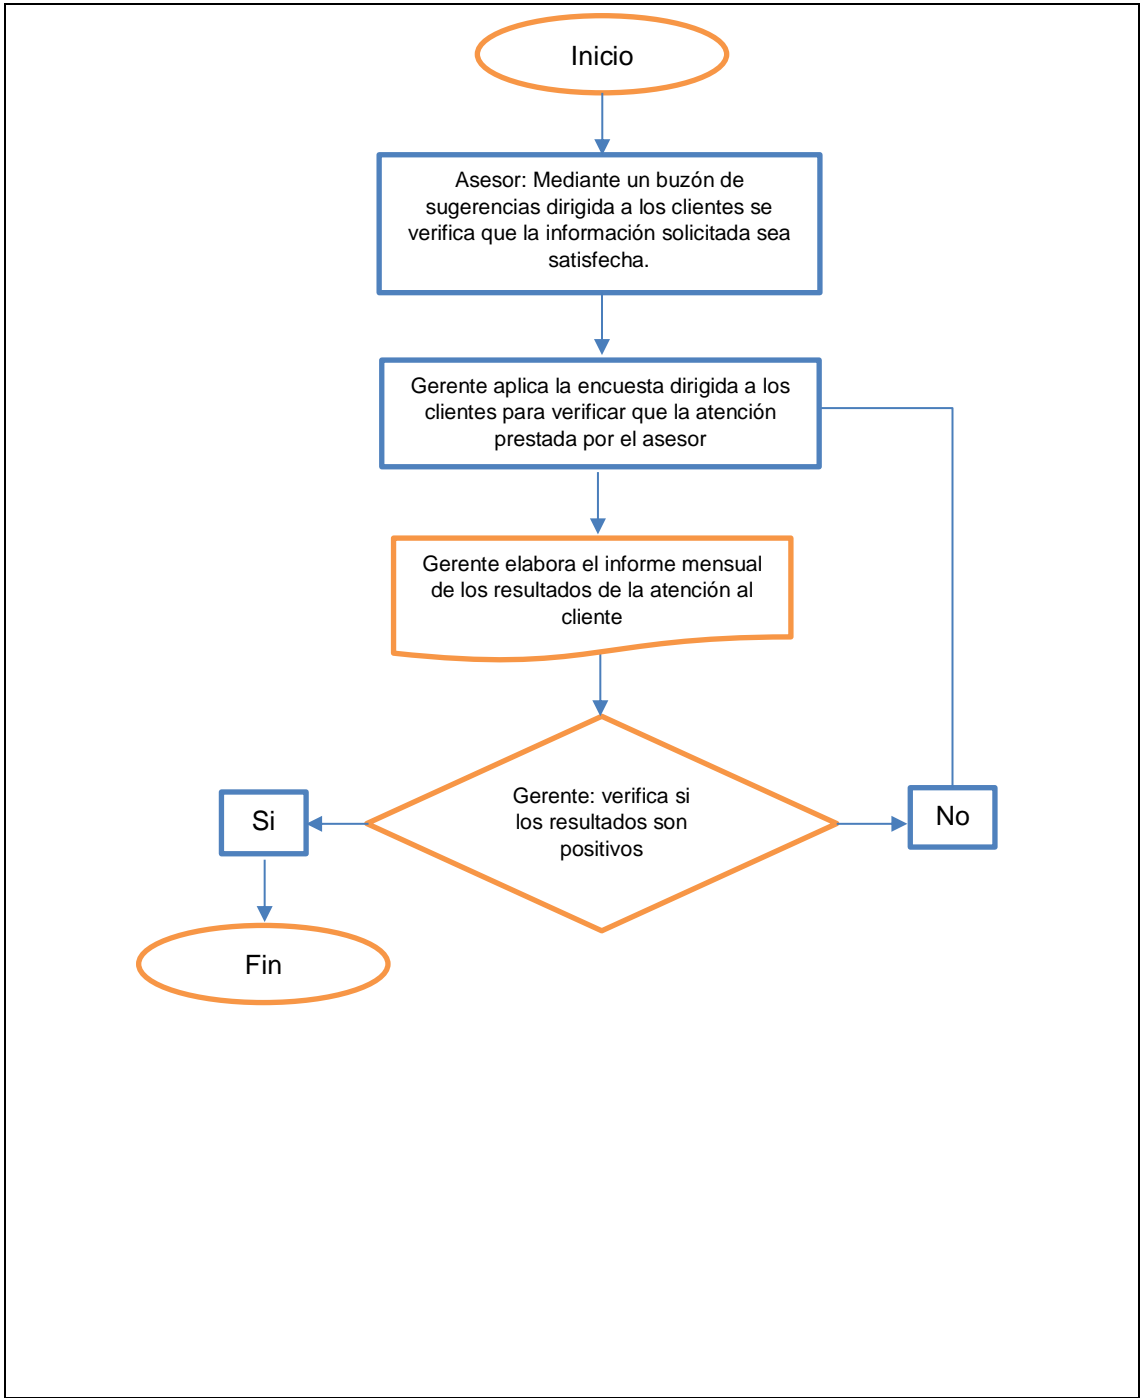 Inicio
Asesor: Mediante un buzón de
sugerencias dirigida a los clientes se
verifica que la información solicitada sea
satisfecha.
Gerente aplica la encuesta dirigida a los
clientes para verificar que la atención
prestada por el asesor
Gerente elabora el informe mensual
de los resultados de la atención al
cliente
Gerente: verifica si
los resultados son
positivos
Si
No
Fin